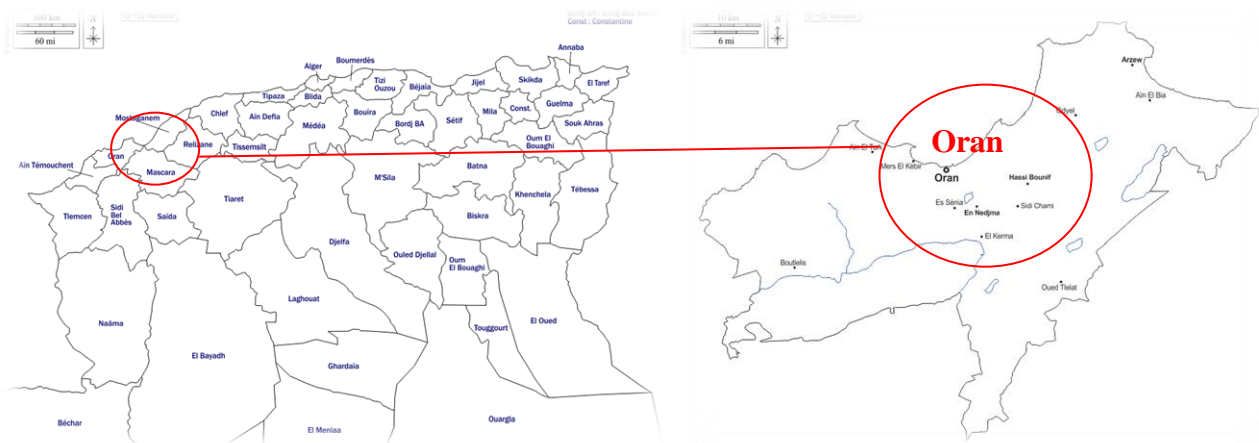 100 km
60 mi
N
Const : Constantine
Annaba
Alger
Boumerdès
Tizi
Ouzou
Béjaïa
Jijel
Skikda
El Taref
Tipaza
Blida
Mostaganem
Chlef
Aïn Defla
Médéa
Bouira
Bordj BA
Sétif
Mila
Const.
Guelma
Souk Ahras
Oran
Relizane
Tissemsilt
Oum El
Bouaghi
Aïn Témouchent
Mascara
M'Sila
Batna
Khenchela
Tébessa
Tlemcen
Sidi
Bel
Abbès
Saïda
Tiaret
Biskra
Djelfa
Ouled Djellal
Oum
El Bouaghi
Laghouat
Naâma
El Bayadh
Touggourt
El Oued
Ghardaïa
Béchar
El Meniaa
Ouargla
10 km
6 mi
N
Arzew
Aïn El Bia
Oran
Mers El Kébir
Oran
Hassi Bounif
Es Sénia
En Nedjma
Sidi Chami
El Kerma
Boutlelis
Oued Tlelat